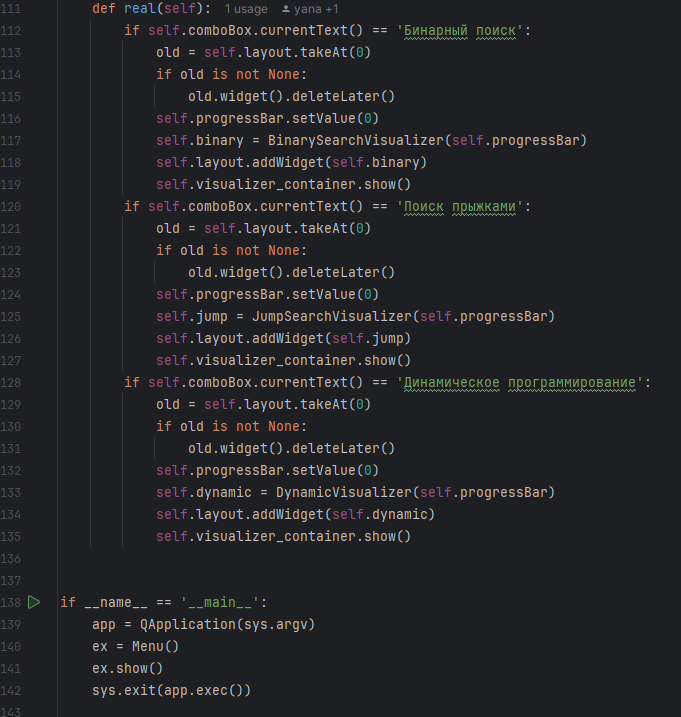 111 def real(self): 1 usage yana +1
112 if self.comboBox.currentText() == 'Бинарный поиск':
113 old = self.layout.takeAt(0)
114 if old is not None:
115 old.widget().deleteLater()
116 self.progressBar.setValue(0)
117 self.binary = BinarySearchVisualizer(self.progressBar)
118 self.layout.addWidget(self.binary)
119 self.visualizer_container.show()
120 if self.comboBox.currentText() == 'Поиск прыжками':
121 old = self.layout.takeAt(0)
122 if old is not None:
123 old.widget().deleteLater()
124 self.progressBar.setValue(0)
125 self.jump = JumpSearchVisualizer(self.progressBar)
126 self.layout.addWidget(self.jump)
127 self.visualizer_container.show()
128 if self.comboBox.currentText() == 'Динамическое программирование':
129 old = self.layout.takeAt(0)
130 if old is not None:
131 old.widget().deleteLater()
132 self.progressBar.setValue(0)
133 self.dynamic = DynamicVisualizer(self.progressBar)
134 self.layout.addWidget(self.dynamic)
135 self.visualizer_container.show()
136
137
138 if __name__ == '__main__':
139 app = QApplication(sys.argv)
140 ex = Menu()
141 ex.show()
142 sys.exit(app.exec())
143